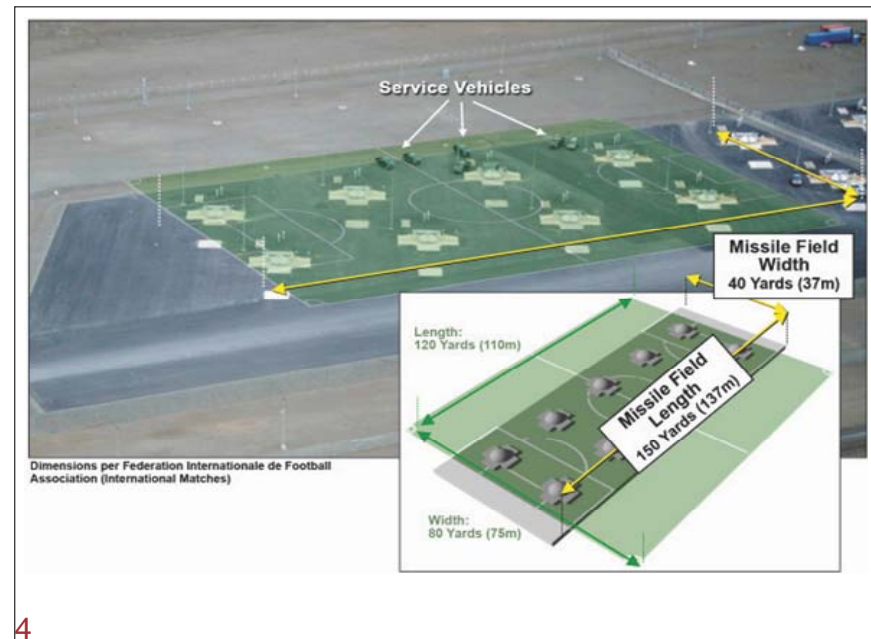 Service Vehicles
Missile Field
Width
40 Yards (37m)
Length:
120 Yards (110m)
Missile Field
Length
150 Yards (137m)
Width:
80 Yards (75m)
Dimensions per Federation Internationale de Football
Association (International Matches)
4